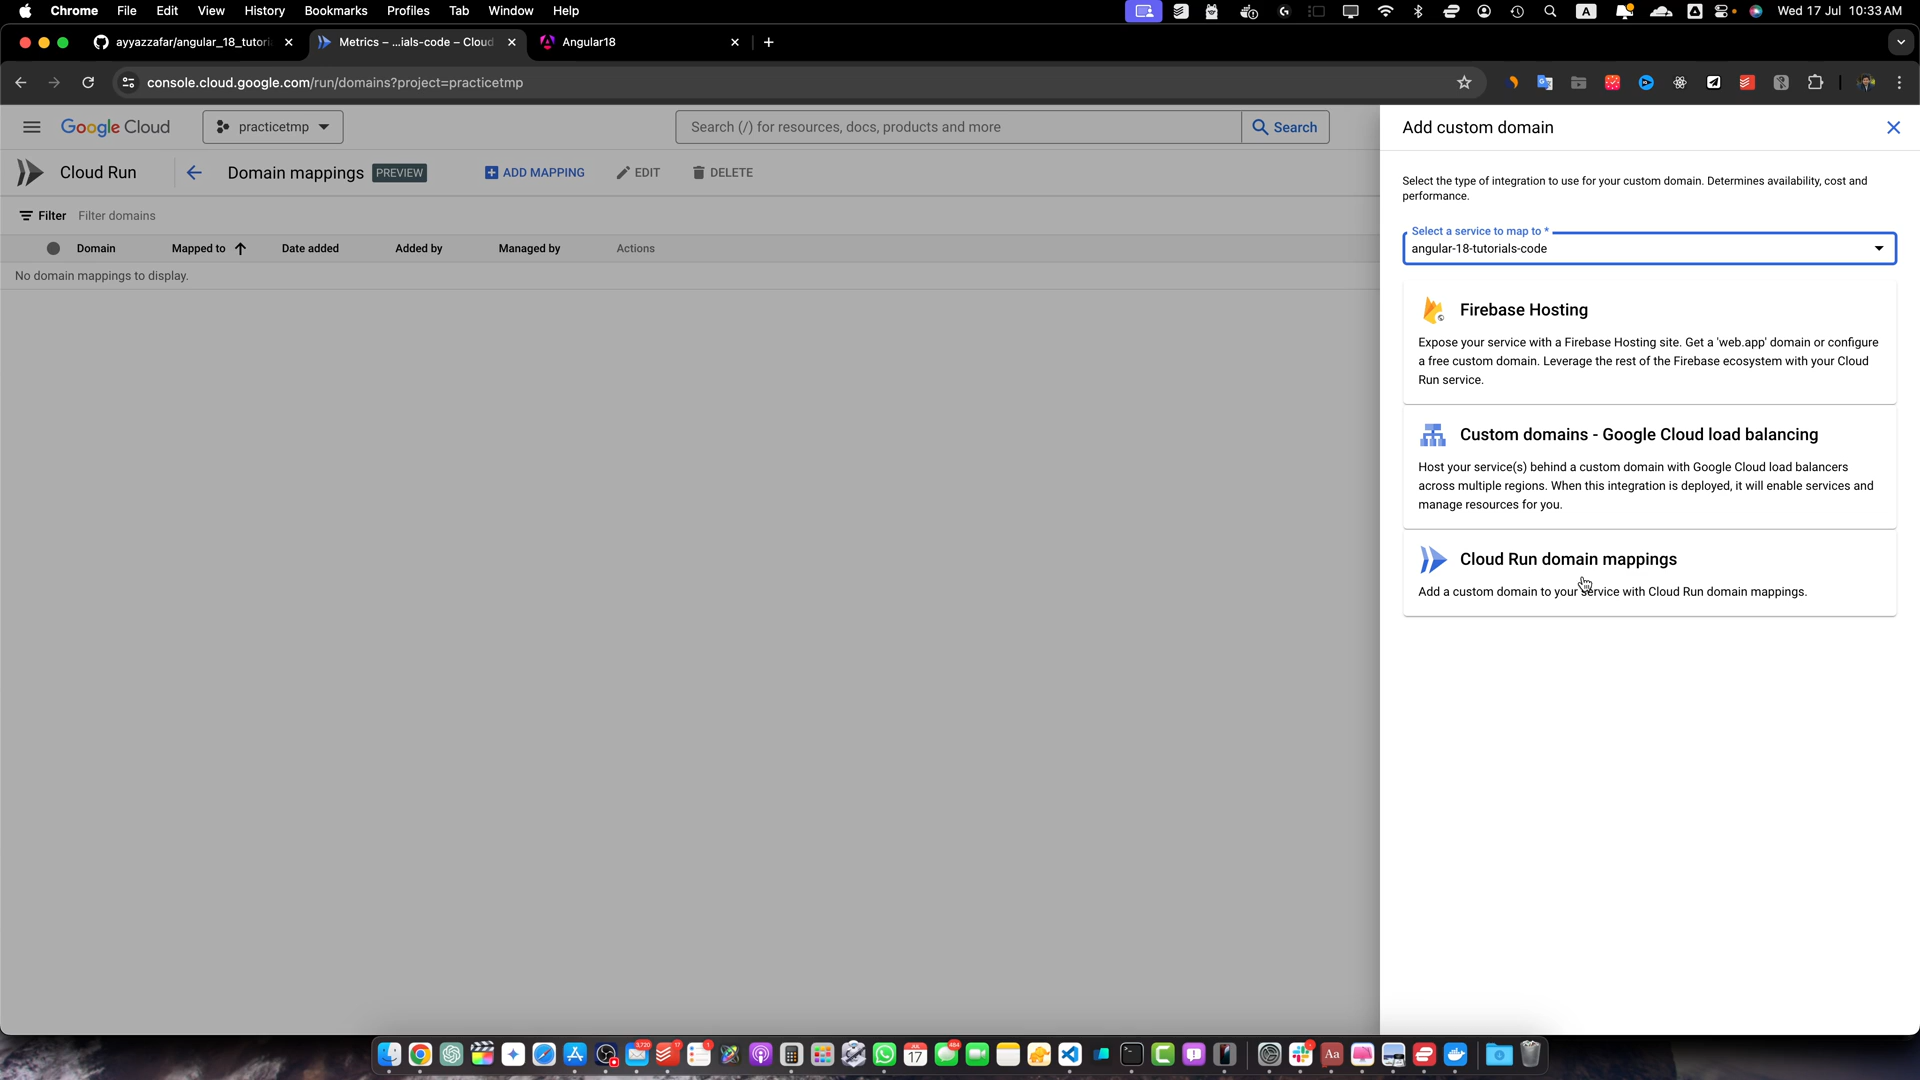 Chrome File Edit View History Bookmarks Profiles Tab Window Help
A
Wed 17 Jul 10:33 AM
ayyazzafar/angular_18_tutori
Metrics – ...ials-code – Cloud
Angular18
console.cloud.google.com/run/domains?project=practicetmp
Google Cloud
practicetmp
Search (/) for resources, docs, products and more
Search
Cloud Run
Domain mappings
PREVIEW
ADD MAPPING
EDIT
DELETE
Filter Filter domains
Domain Mapped to Date added Added by Managed by Actions
No domain mappings to display.
Add custom domain
Select the type of integration to use for your custom domain. Determines availability, cost and
performance.
Select a service to map to *
angular-18-tutorials-code
Firebase Hosting
Expose your service with a Firebase Hosting site. Get a 'web.app' domain or configure
a free custom domain. Leverage the rest of the Firebase ecosystem with your Cloud
Run service.
Custom domains - Google Cloud load balancing
Host your service(s) behind a custom domain with Google Cloud load balancers
across multiple regions. When this integration is deployed, it will enable services and
manage resources for you.
Cloud Run domain mappings
Add a custom domain to your service with Cloud Run domain mappings.
3,720
17
1
17
Aa